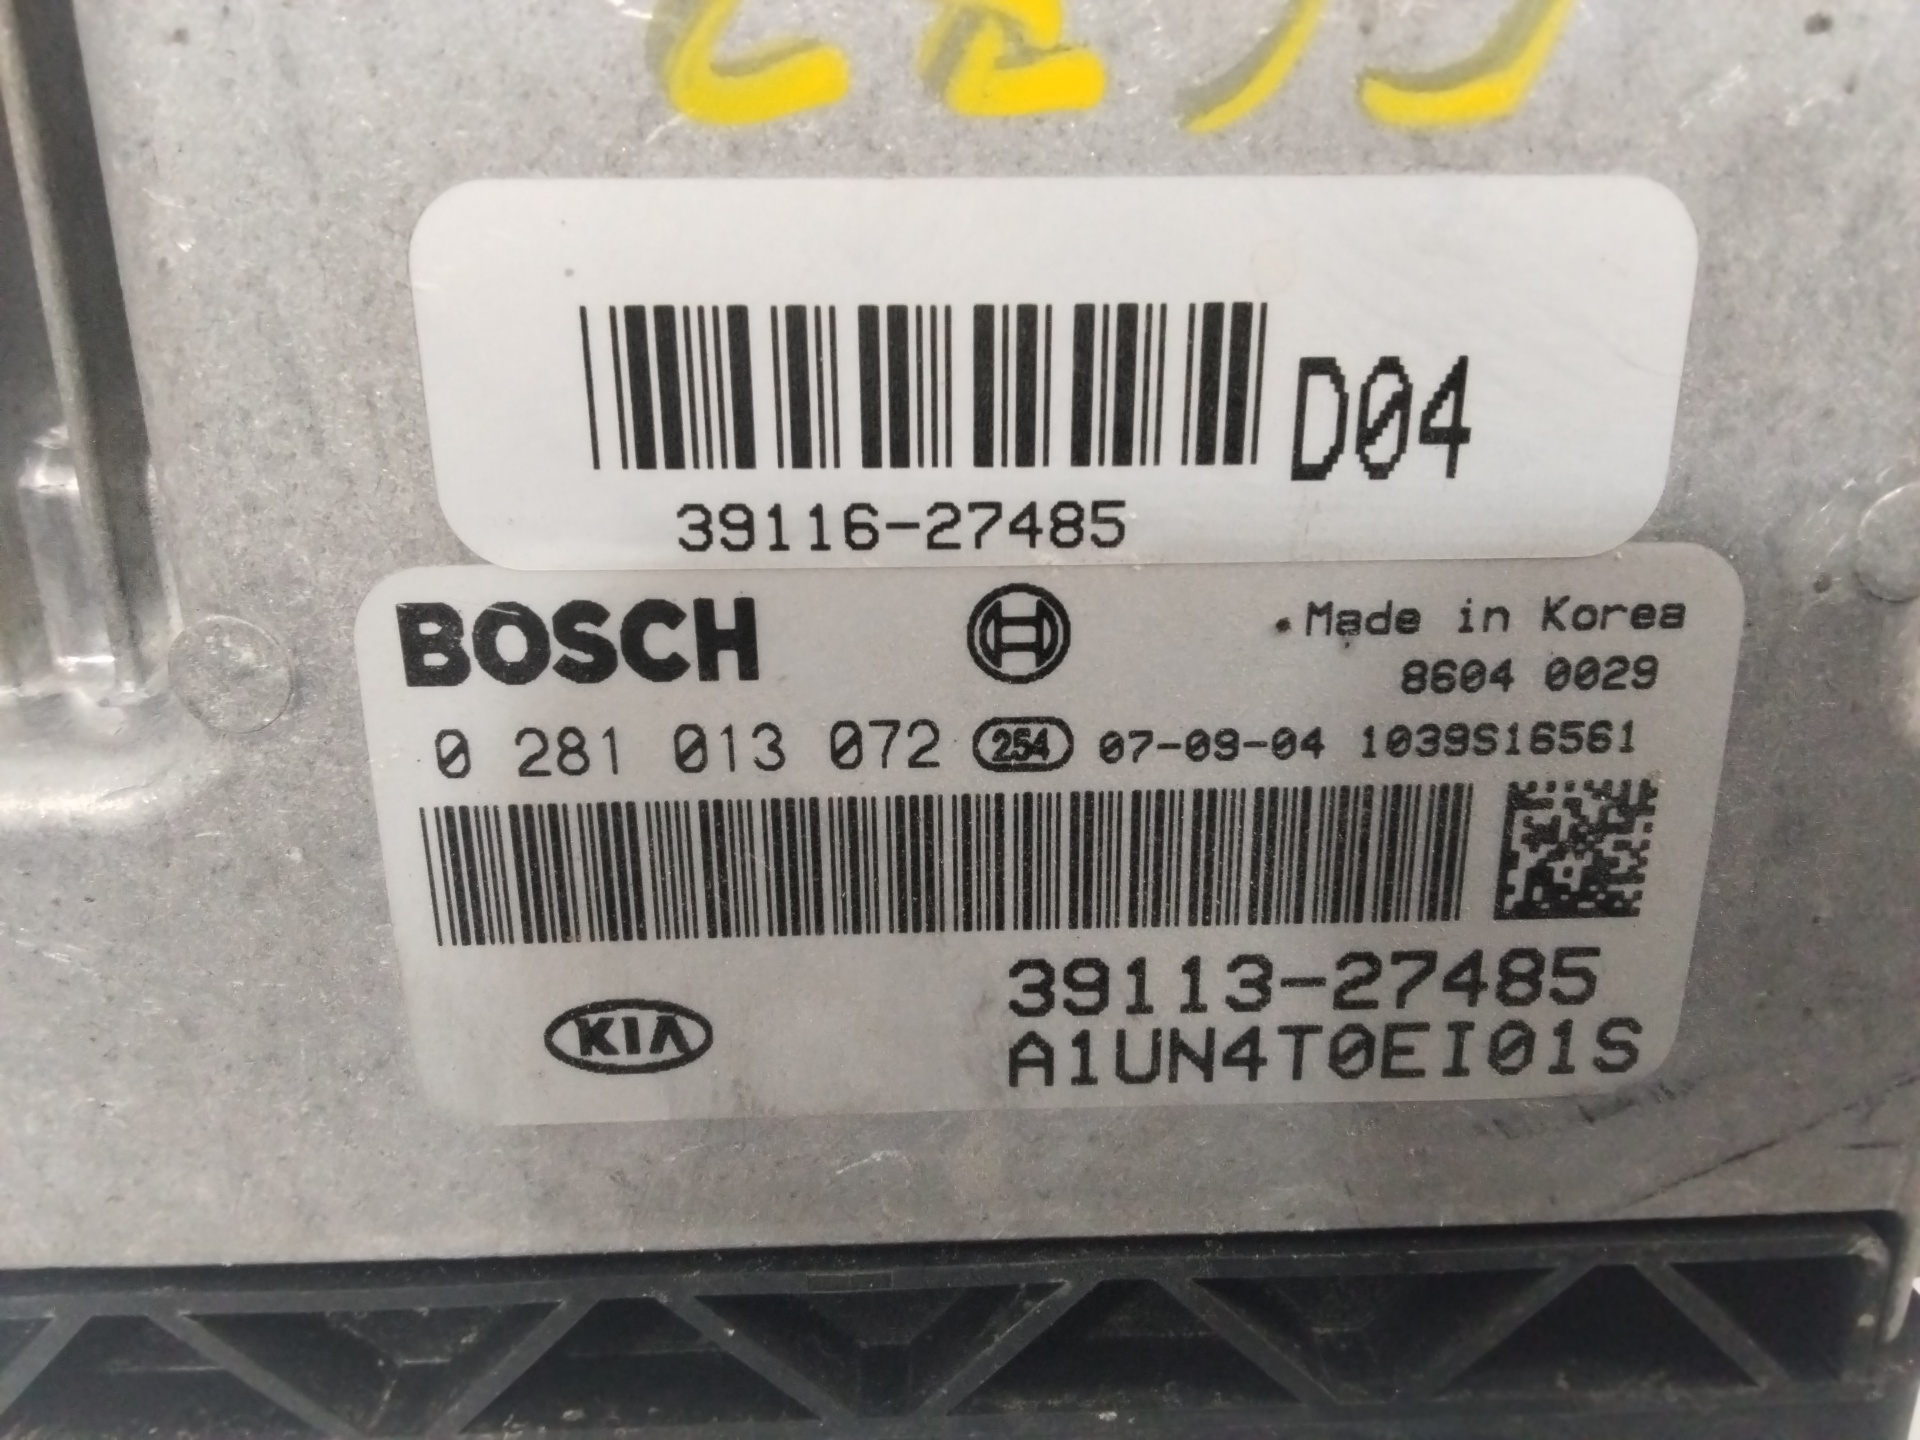 D04
39116-27485
BOSCH
Made in Korea
8604 0029
0 281 013 072 254 07-09-04 1039S16561
39113-27485
KIA
A1UN4T0EI01S